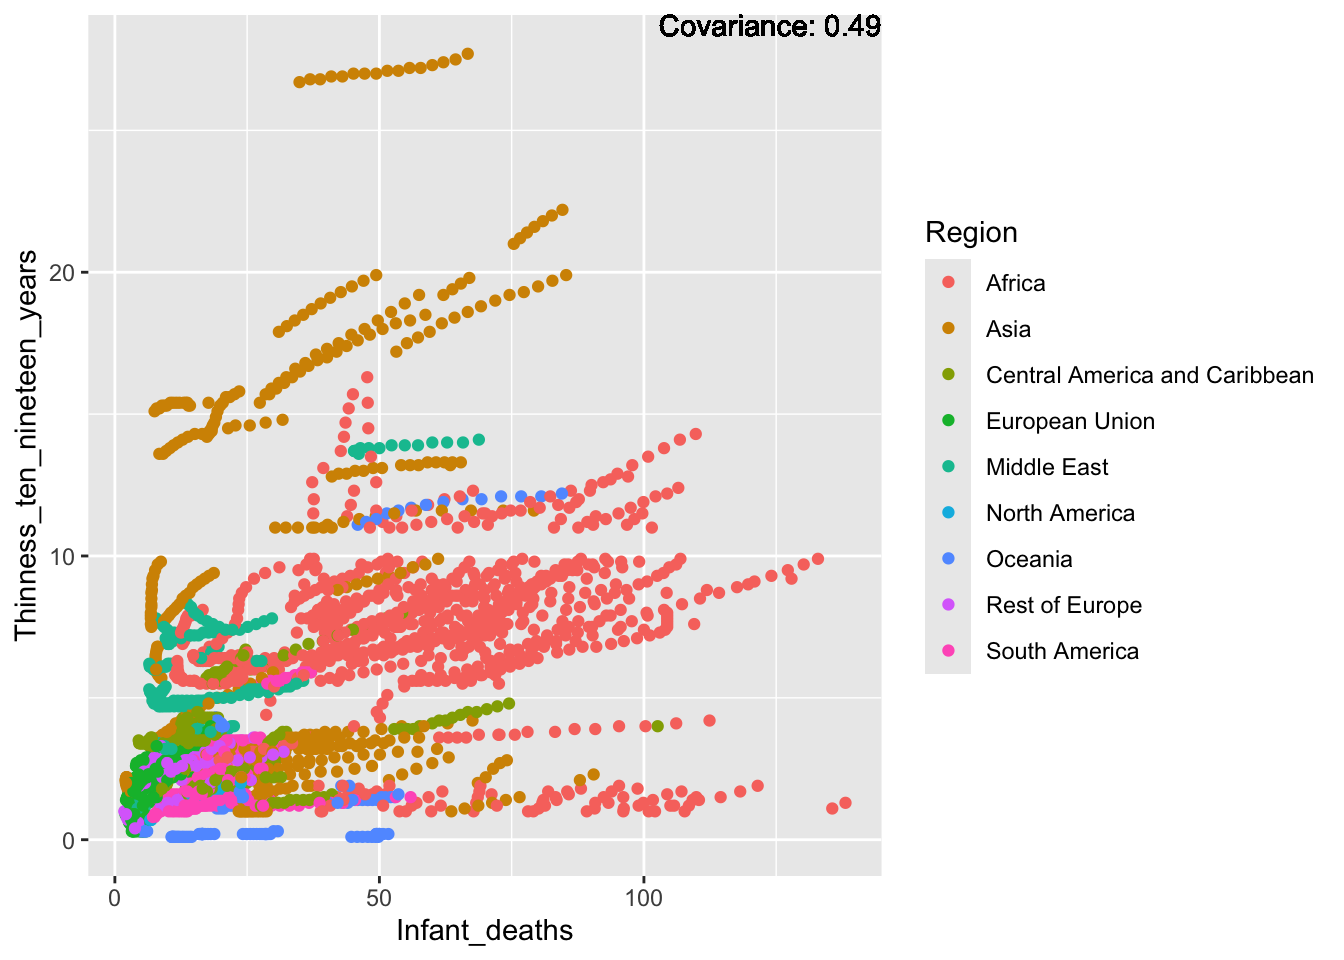 Covariance: 0.49
Thinness_ten_nineteen_years
20
10
0
0
50
100
Infant_deaths
Region
Africa
Asia
Central America and Caribbean
European Union
Middle East
North America
Oceania
Rest of Europe
South America